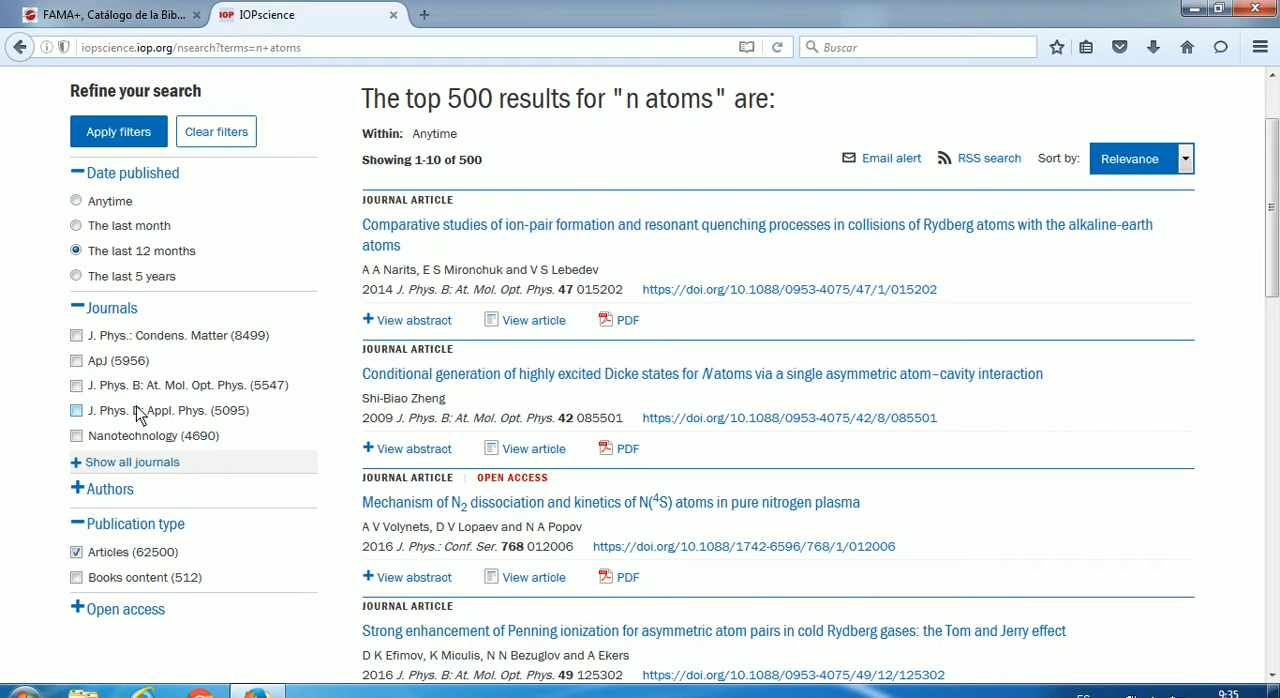 FAMA+, Catálogo de la Bib...
IOP IOPscience
iopscience.iop.org/nsearch?terms=n+atoms
Buscar
Refine your search
Apply filters
Clear filters
Date published
Anytime
The last month
The last 12 months
The last 5 years
Journals
J. Phys.: Condens. Matter (8499)
ApJ (5956)
J. Phys. B: At. Mol. Opt. Phys. (5547)
J. Phys. D: Appl. Phys. (5095)
Nanotechnology (4690)
Show all journals
Authors
Publication type
Articles (62500)
Books content (512)
Open access
The top 500 results for "n atoms" are:
Within: Anytime
Showing 1-10 of 500
Email alert
RSS search
Sort by:
Relevance
JOURNAL ARTICLE
Comparative studies of ion-pair formation and resonant quenching processes in collisions of Rydberg atoms with the alkaline-earth
atoms
A A Narits, E S Mironchuk and V S Lebedev
2014 J. Phys. B: At. Mol. Opt. Phys. 47 015202 https://doi.org/10.1088/0953-4075/47/1/015202
+ View abstract View article PDF
JOURNAL ARTICLE
Conditional generation of highly excited Dicke states for N atoms via a single asymmetric atom–cavity interaction
Shi-Biao Zheng
2009 J. Phys. B: At. Mol. Opt. Phys. 42 085501 https://doi.org/10.1088/0953-4075/42/8/085501
+ View abstract View article PDF
JOURNAL ARTICLE | OPEN ACCESS
Mechanism of N₂ dissociation and kinetics of N(⁴S) atoms in pure nitrogen plasma
A V Volynets, D V Lopaev and N A Popov
2016 J. Phys.: Conf. Ser. 768 012006 https://doi.org/10.1088/1742-6596/768/1/012006
+ View abstract View article PDF
JOURNAL ARTICLE
Strong enhancement of Penning ionization for asymmetric atom pairs in cold Rydberg gases: the Tom and Jerry effect
D K Efimov, K Miculis, N N Bezuglov and A Ekers
2016 J. Phys. B: At. Mol. Opt. Phys. 49 125302 https://doi.org/10.1088/0953-4075/49/12/125302
9:35